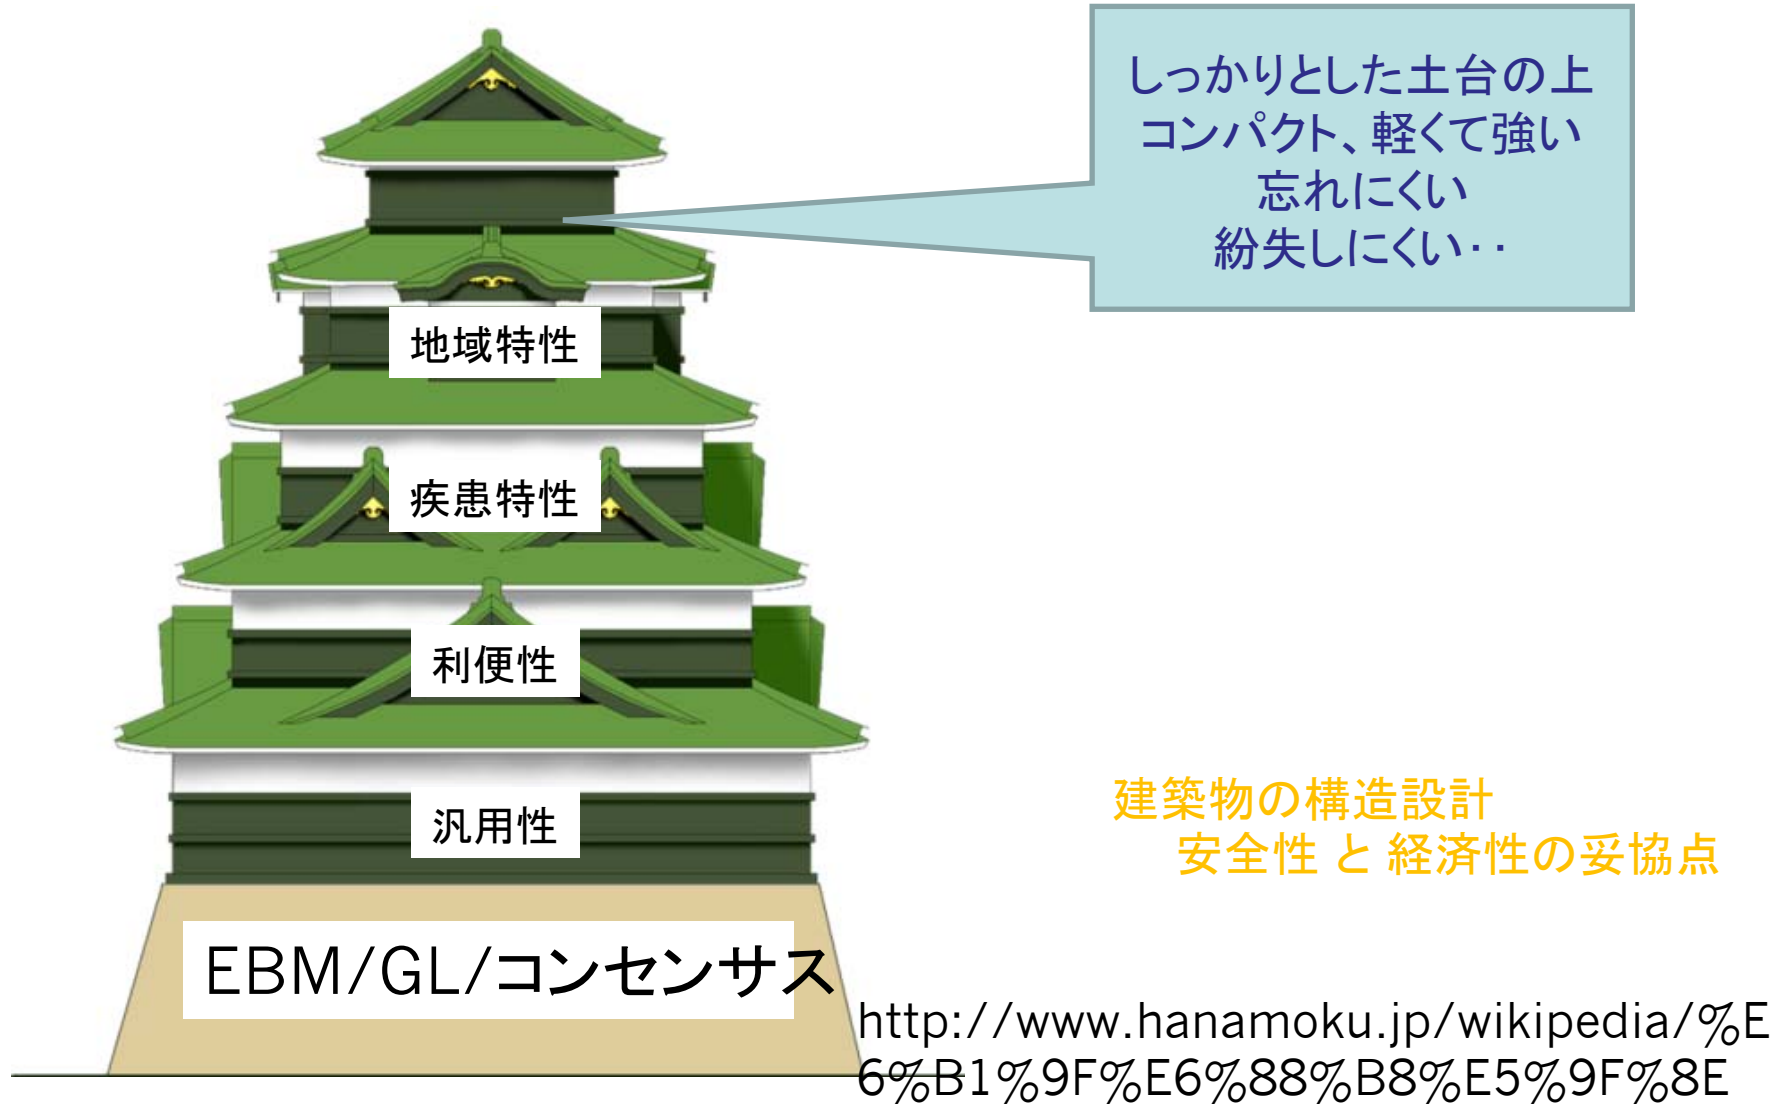 しっかりとした土台の上
コンパクト、軽くて強い
忘れにくい
紛失しにくい・・
地域特性
疾患特性
利便性
汎用性
EBM/GL/コンセンサス
建築物の構造設計
安全性 と 経済性の妥協点
http://www.hanamoku.jp/wikipedia/%E
6%B1%9F%E6%88%B8%E5%9F%8E